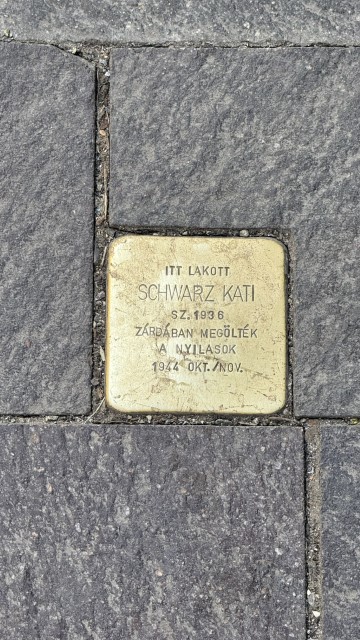 ITT LAKOTT
SCHWARZ KATI
SZ. 1936
ZÁRDÁBAN MEGÖLTÉK
A NYILASOK
1944 OKT./NOV.